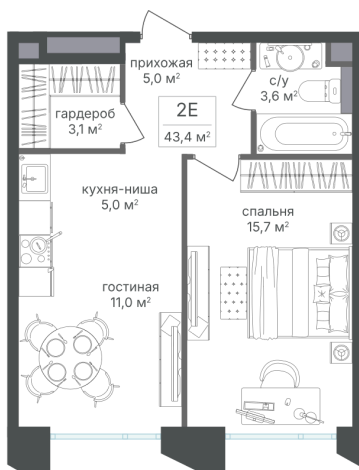 прихожая
5,0 м²
с/у
3,6 м²
гардероб
3,1 м²
2Е
43,4 м²
кухня-ниша
5,0 м²
спальня
15,7 м²
гостиная
11,0 м²